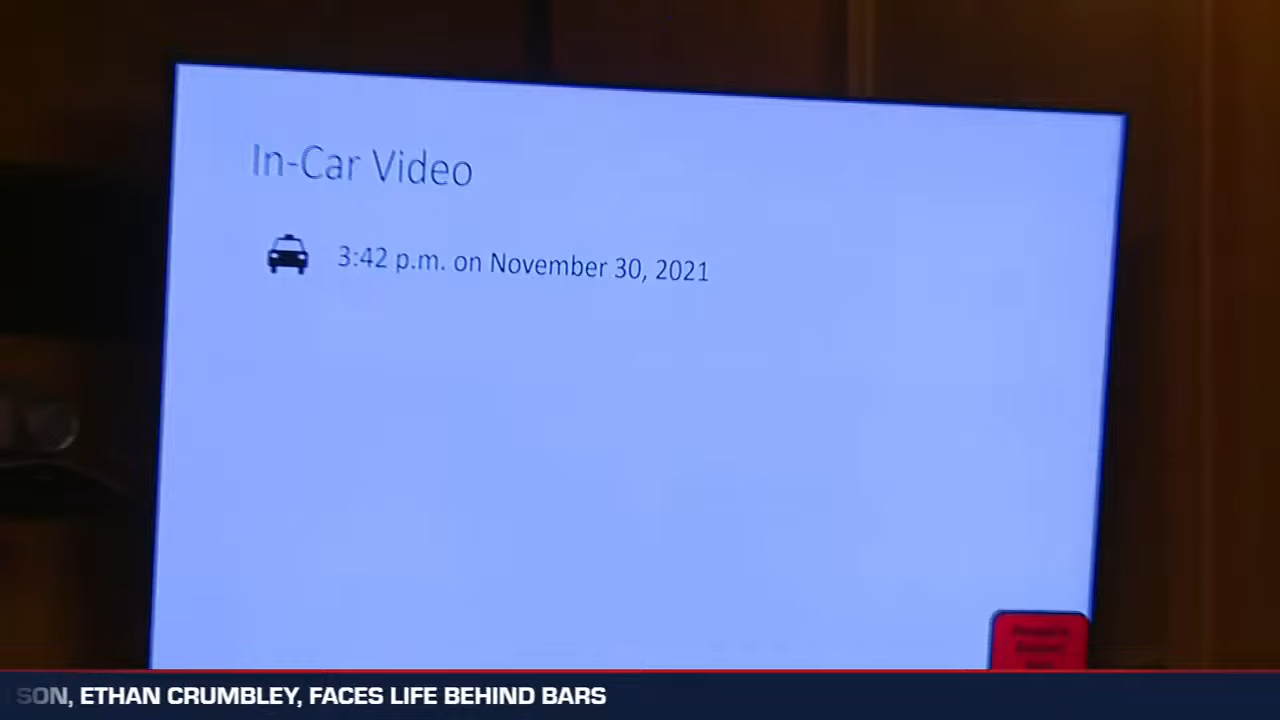 In-Car Video
3:42 p.m. on November 30, 2021
SON, ETHAN CRUMBLEY, FACES LIFE BEHIND BARS